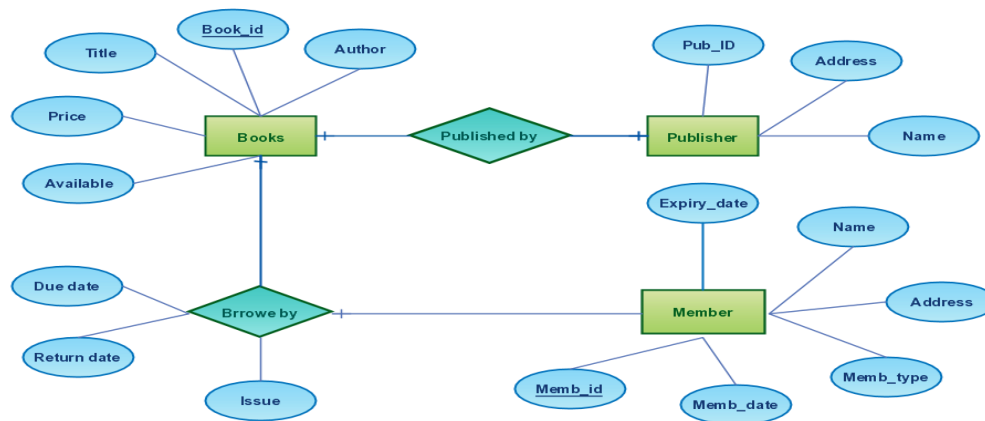 Book_id
Title
Author
Pub_ID
Address
Price
Books
Published by
Publisher
Name
Available
Expiry_date
Name
Due date
Brrowe by
Member
Address
Return date
Issue
Memb_id
Memb_date
Memb_type